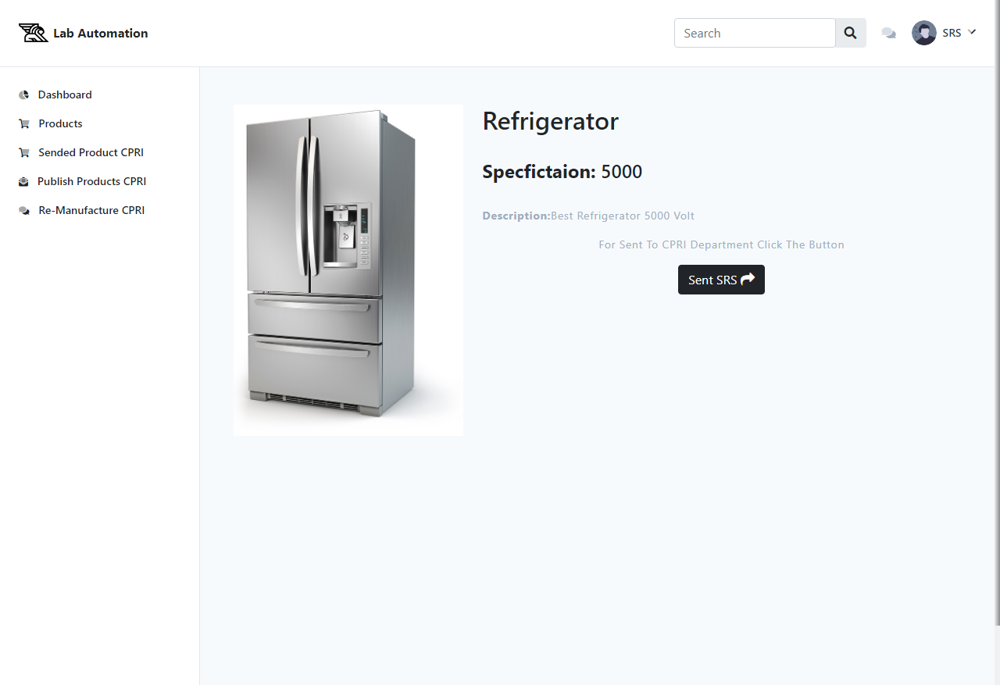 Lab Automation
Search
SRS
Dashboard
Products
Sended Product CPRI
Publish Products CPRI
Re-Manufacture CPRI
Refrigerator
Specfictaion: 5000
Description:Best Refrigerator 5000 Volt
For Sent To CPRI Department Click The Button
Sent SRS